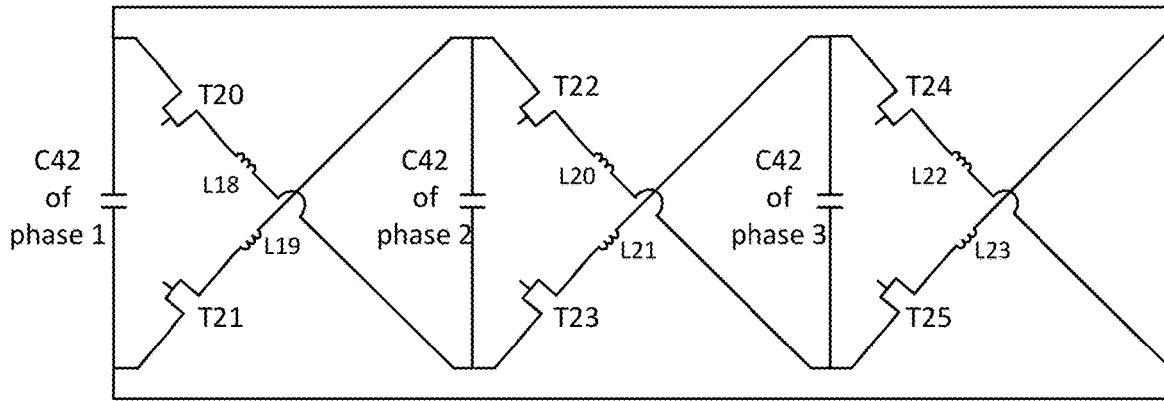 T20
T22
T24
C42
of
phase 1
L18
L19
C42
of
phase 2
L20
L21
C42
of
phase 3
L22
L23
T21
T23
T25